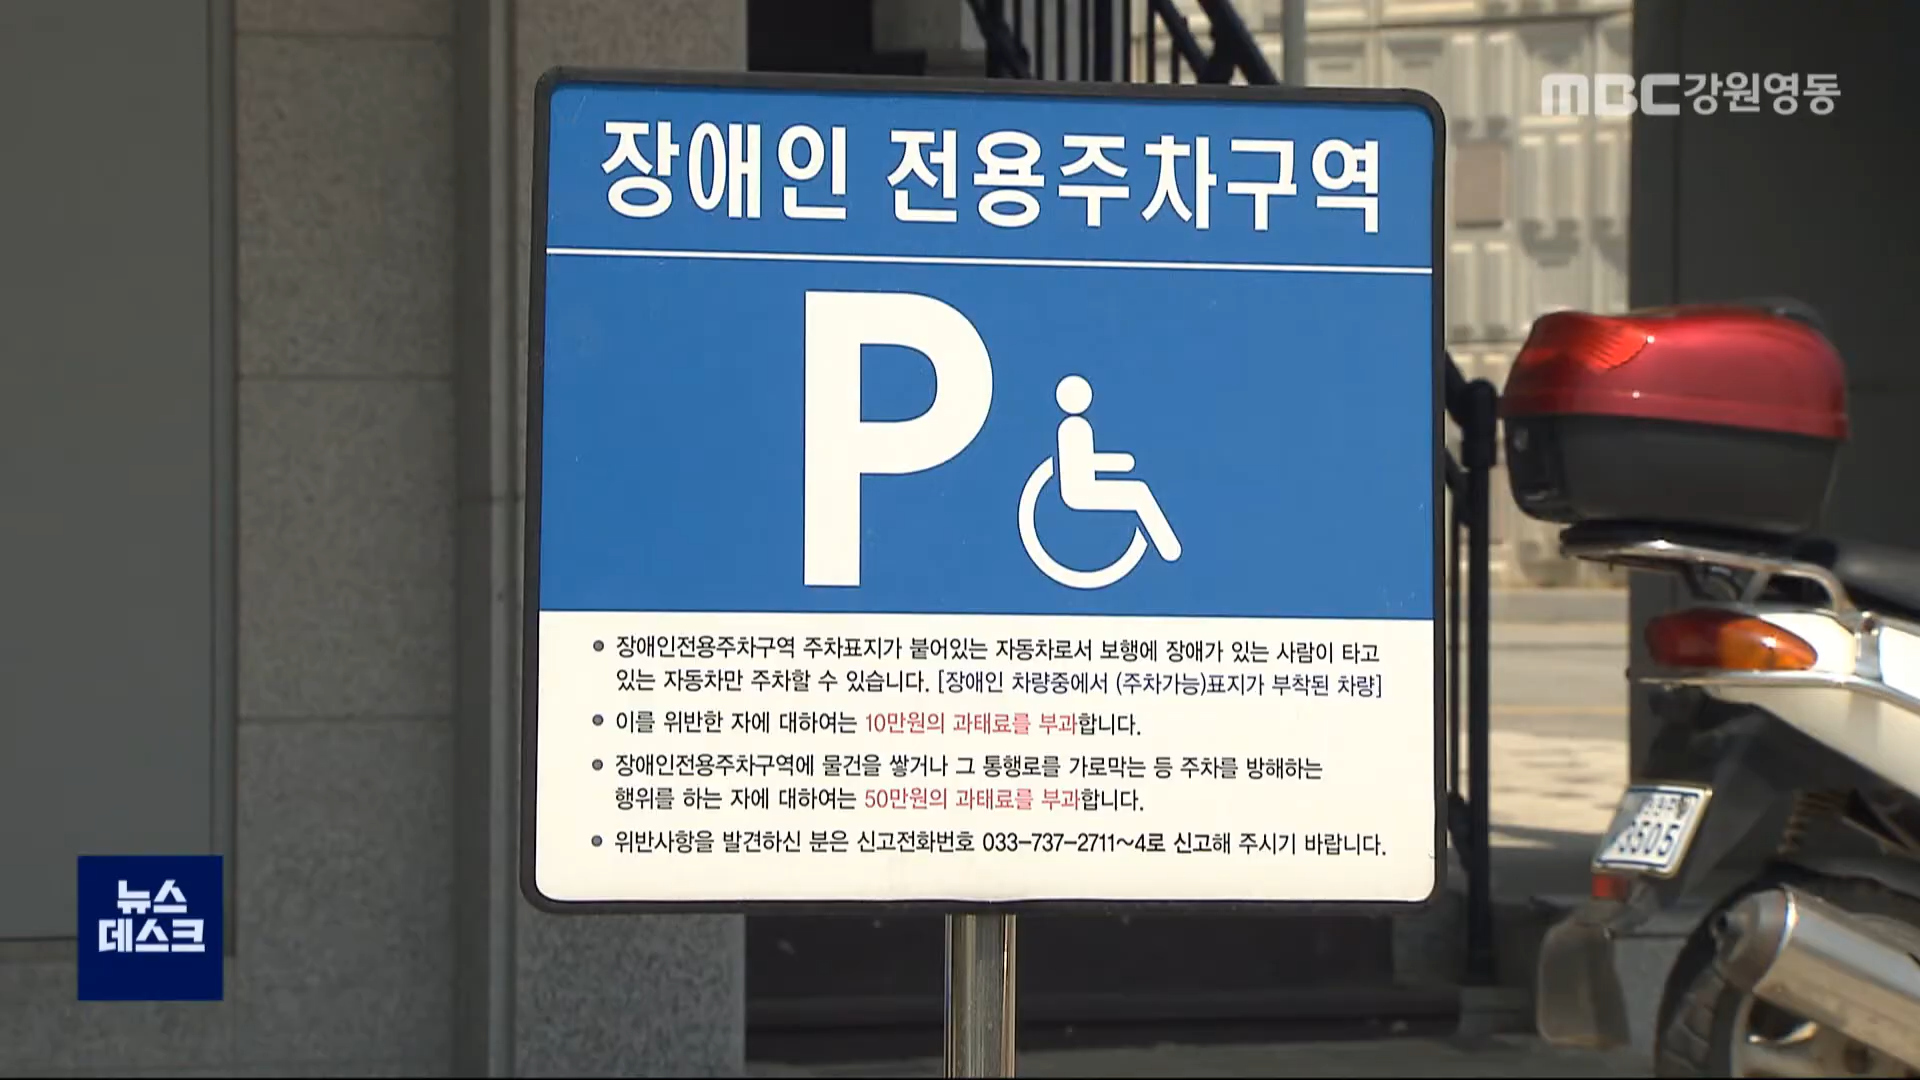 MBC강원영동
장애인 전용주차구역
P
장애인전용주차구역 주차표지가 붙어있는 자동차로서 보행에 장애가 있는 사람이 타고
있는 자동차만 주차할 수 있습니다. [장애인 차량중에서 (주차가능)표지가 부착된 차량]
이를 위반한 자에 대하여는 10만원의 과태료를 부과합니다.
장애인전용주차구역에 물건을 쌓거나 그 통행로를 가로막는 등 주차를 방해하는
행위를 하는 자에 대하여는 50만원의 과태료를 부과합니다.
위반사항을 발견하신 분은 신고전화번호 033-737-2711~4로 신고해 주시기 바랍니다.
뉴스
데스크